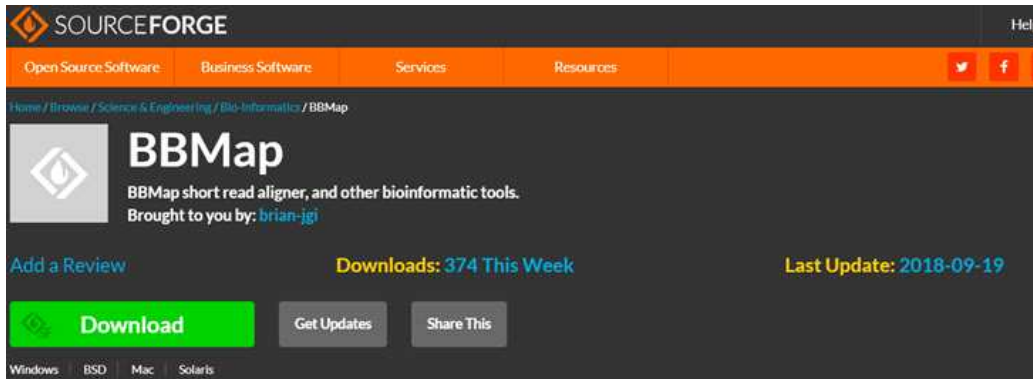 SOURCEFORGE
Hel
Open Source Software Business Software Services Resources
Home / Browse / Science & Engineering / Bio-Informatics / BBMap
BBMap
BBMap short read aligner, and other bioinformatic tools.
Brought to you by: brian-jgi
Add a Review Downloads: 374 This Week Last Update: 2018-09-19
Download Get Updates Share This
Windows BSD Mac Solaris